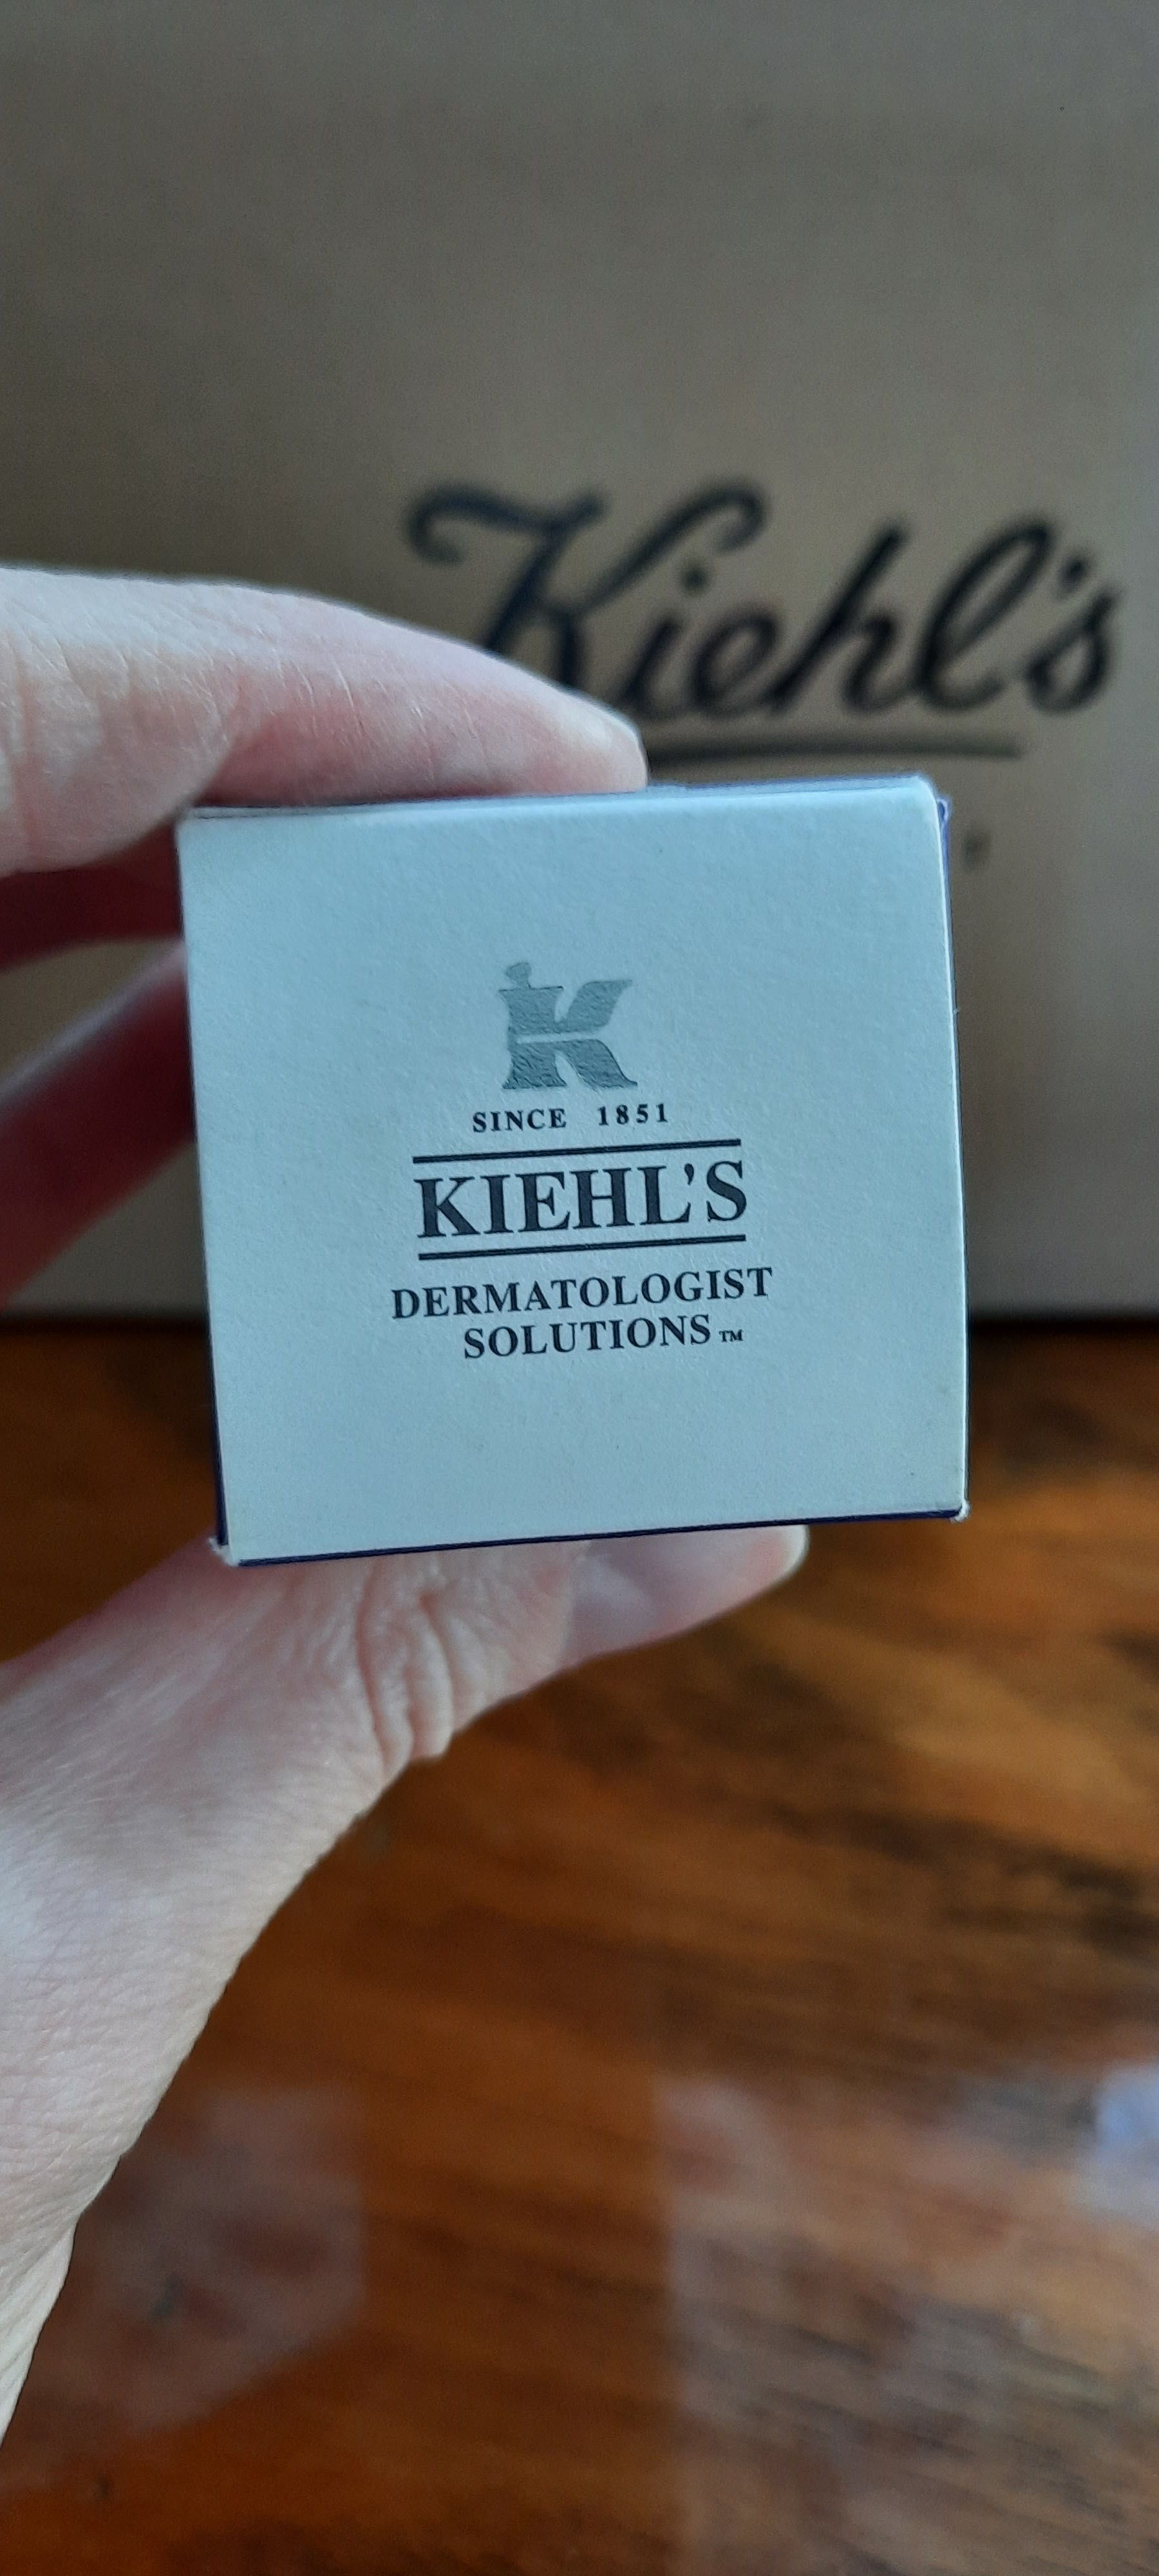 Kiehl's
K
SINCE 1851
KIEHL'S
DERMATOLOGIST
SOLUTIONS™